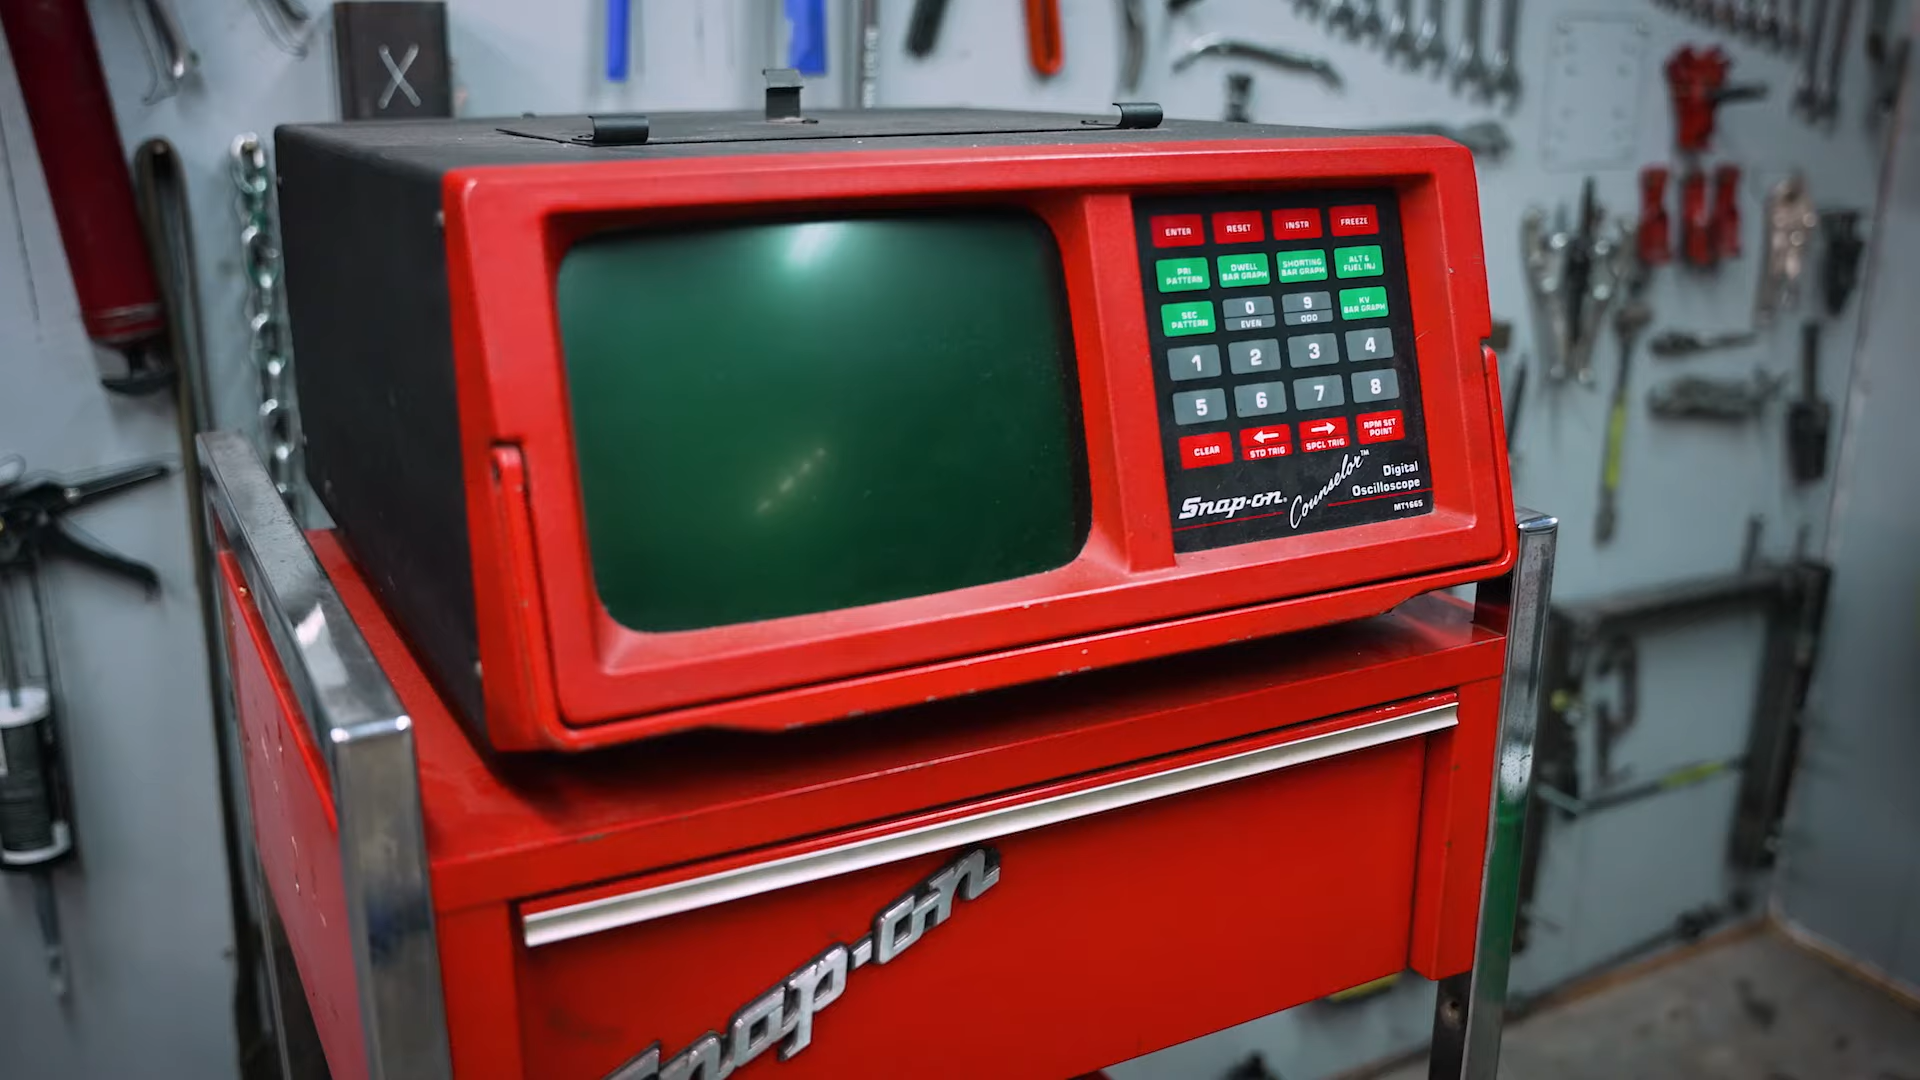 X
ENTER
RESET
INSTR
FREEZE
PRI
PATTERN
DWELL
BAR GRAPH
SHORTING
BAR GRAPH
ALT &
FUEL INJ
SEC
PATTERN
0
EVEN
9
ODD
KV
BAR GRAPH
1
2
3
4
5
6
7
8
CLEAR
←
STD TRIG
→
SPCL TRIG
RPM SET
POINT
Snap-on® Counselor™ Digital
Oscilloscope
MT1665
Snap-on